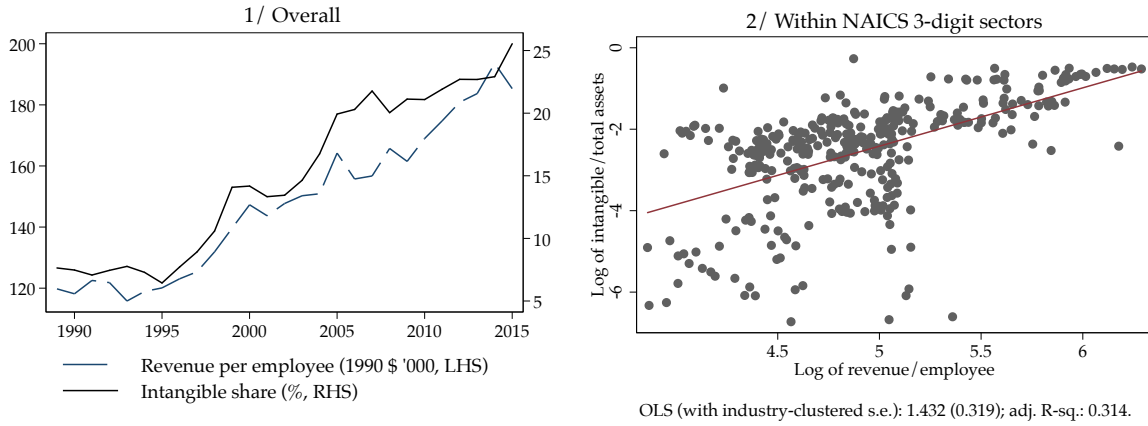 1/ Overall
200
180
160
140
120
25
20
15
10
5
1990 1995 2000 2005 2010 2015
Revenue per employee (1990 $ '000, LHS)
Intangible share (%, RHS)
2/ Within NAICS 3-digit sectors
Log of intangible/total assets
0
-2
-4
-6
4.5 5 5.5 6
Log of revenue/employee
OLS (with industry-clustered s.e.): 1.432 (0.319); adj. R-sq.: 0.314.